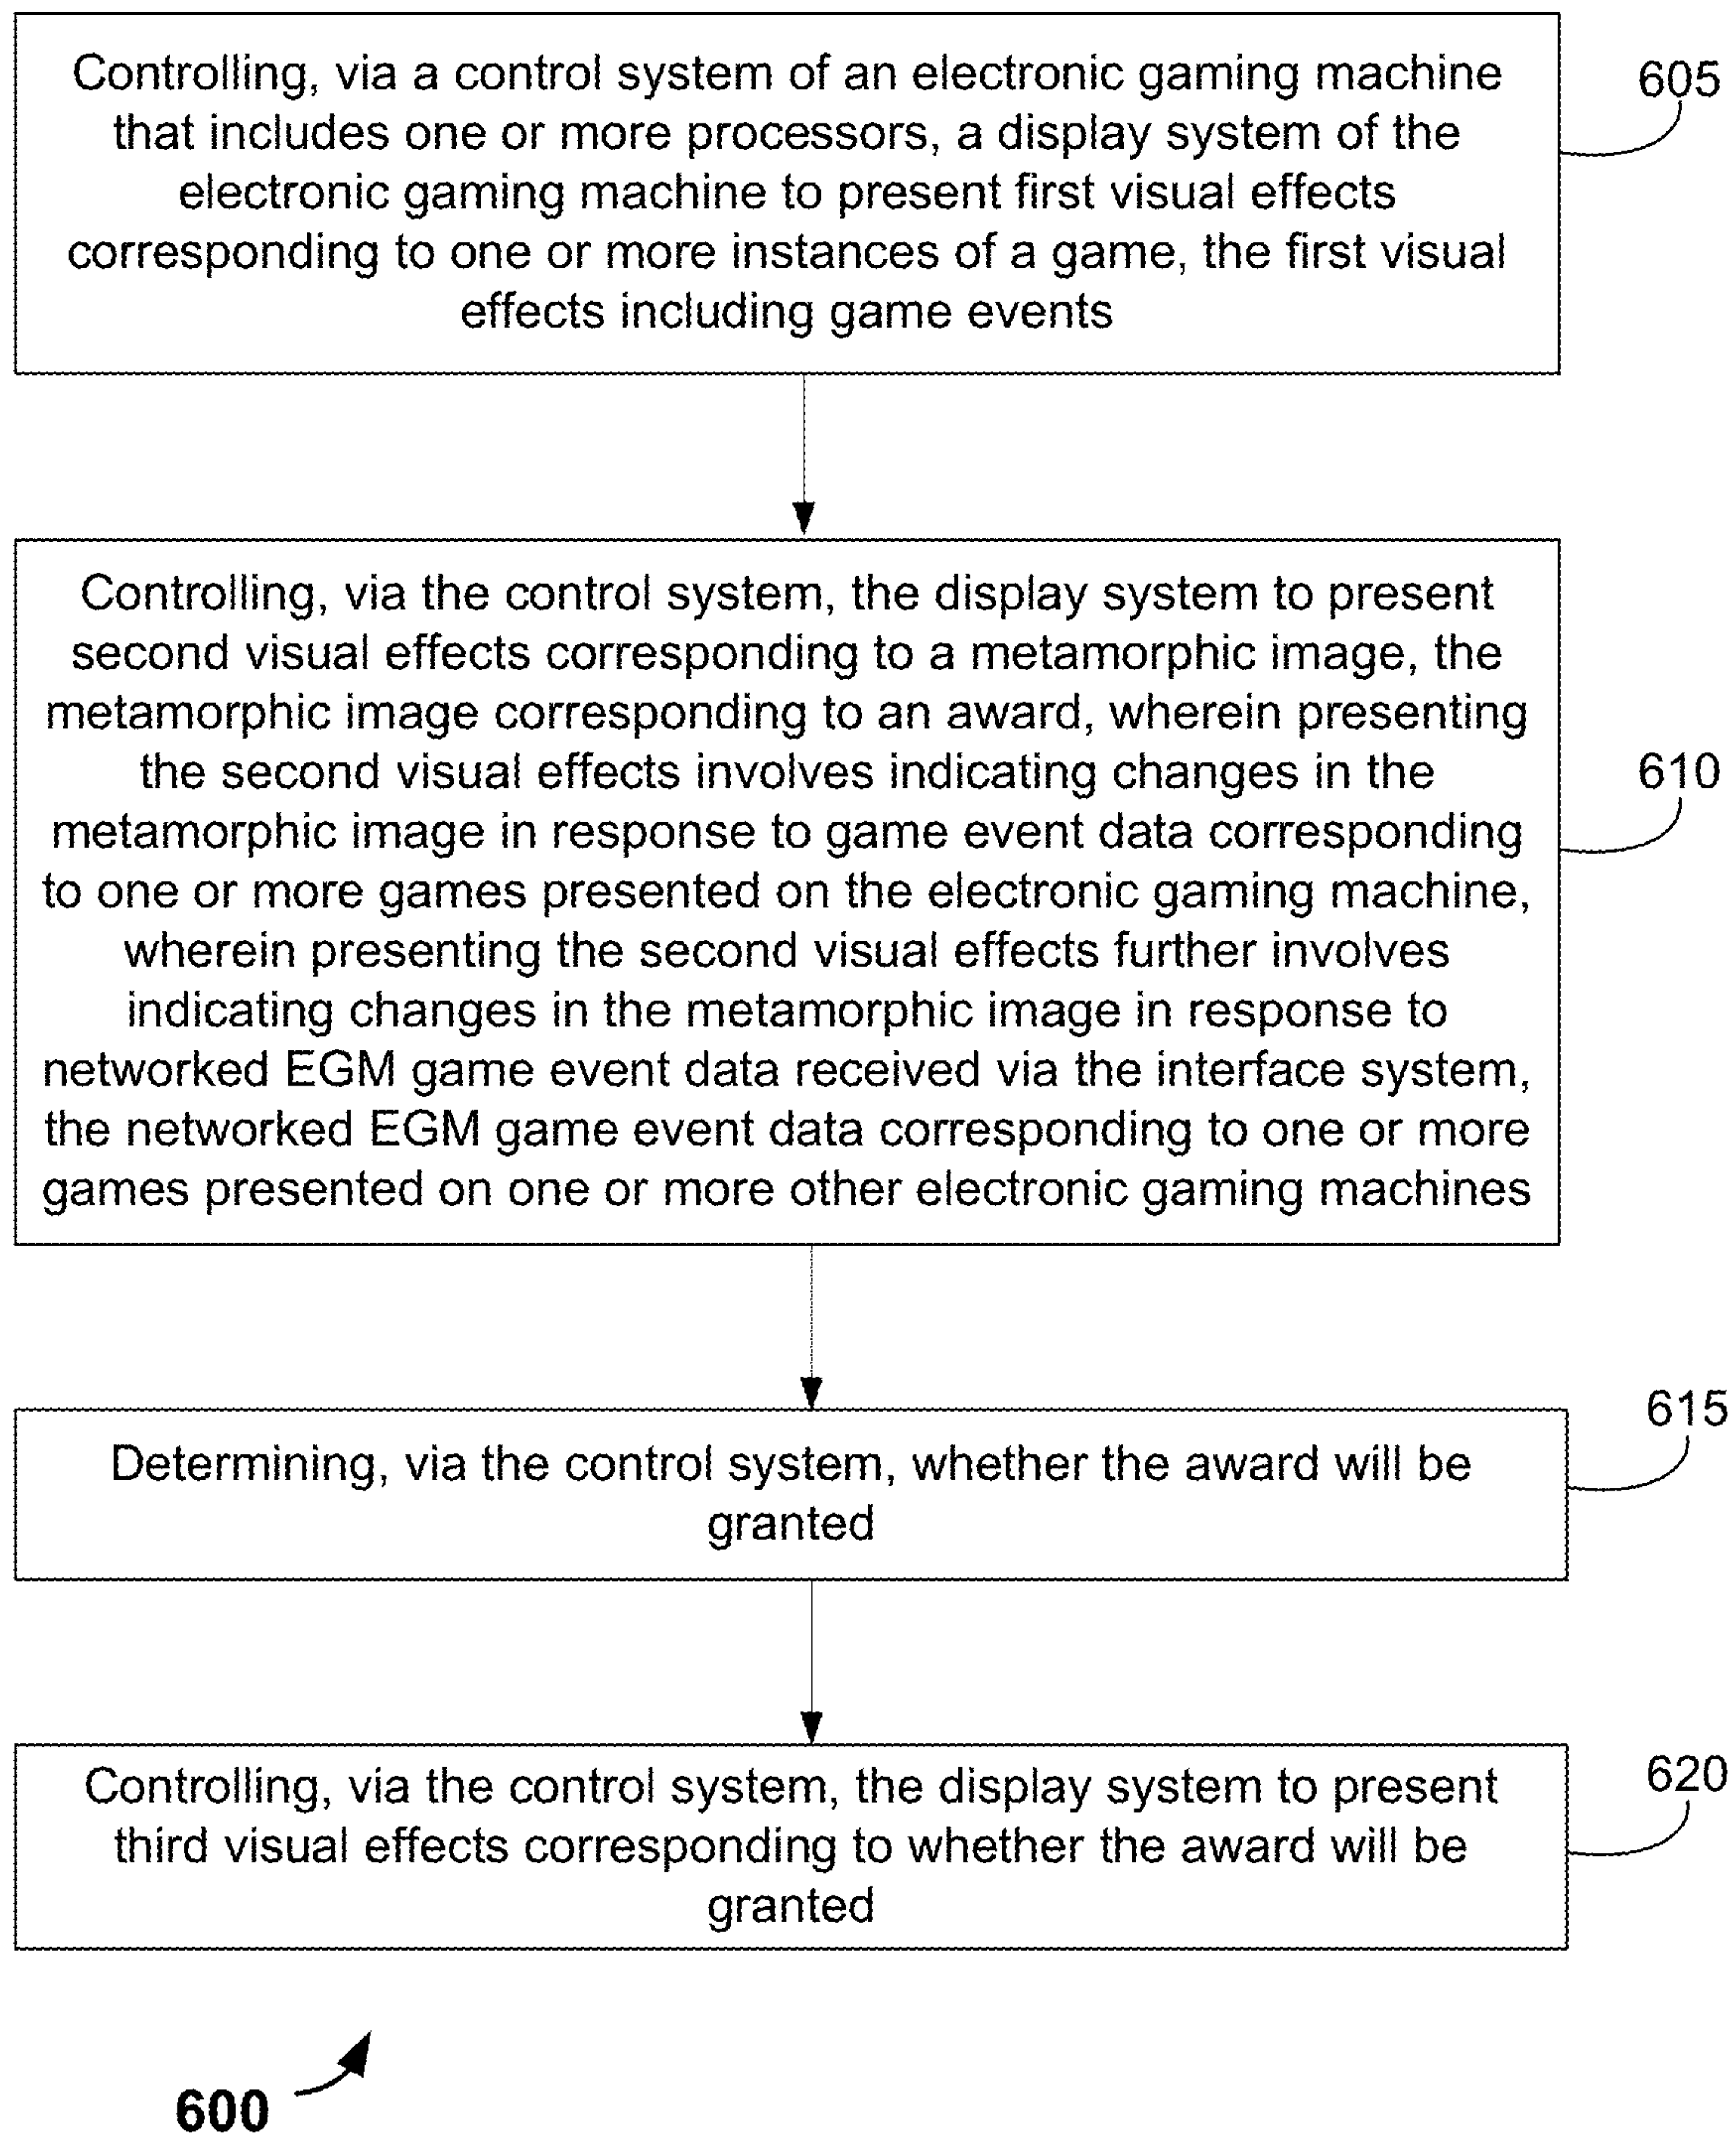 Controlling, via a control system of an electronic gaming machine
that includes one or more processors, a display system of the
electronic gaming machine to present first visual effects
corresponding to one or more instances of a game, the first visual
effects including game events
605
Controlling, via the control system, the display system to present
second visual effects corresponding to a metamorphic image, the
metamorphic image corresponding to an award, wherein presenting
the second visual effects involves indicating changes in the
metamorphic image in response to game event data corresponding
to one or more games presented on the electronic gaming machine,
wherein presenting the second visual effects further involves
indicating changes in the metamorphic image in response to
networked EGM game event data received via the interface system,
the networked EGM game event data corresponding to one or more
games presented on one or more other electronic gaming machines
610
Determining, via the control system, whether the award will be
granted
615
Controlling, via the control system, the display system to present
third visual effects corresponding to whether the award will be
granted
620
600